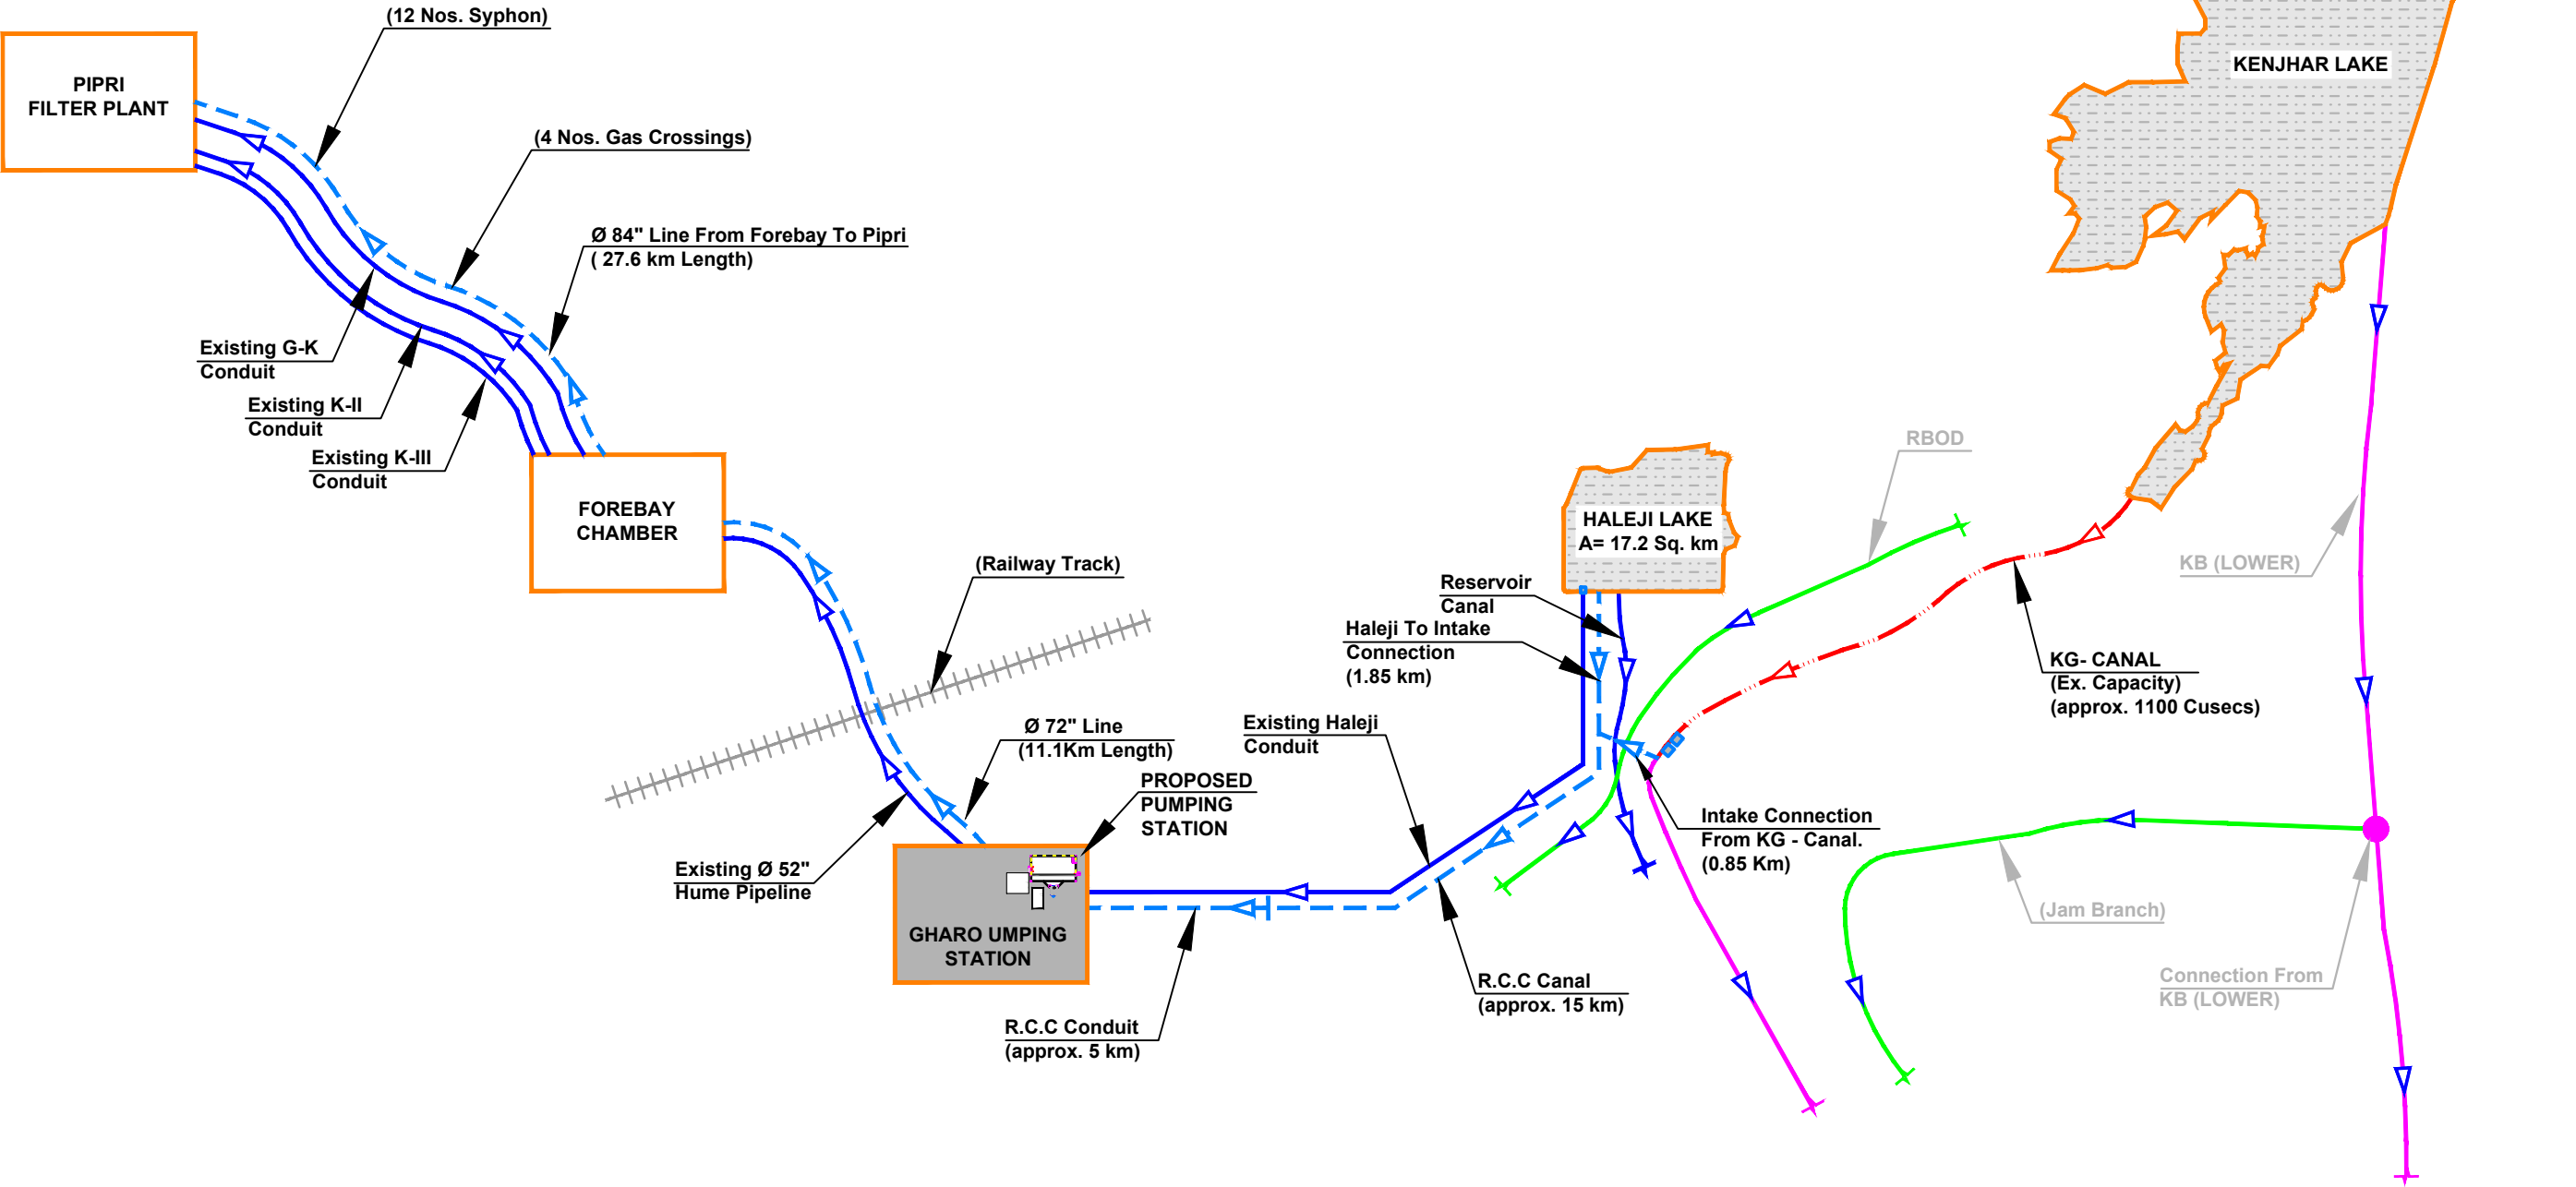 (12 Nos. Syphon)
PIPRI
FILTER PLANT
(4 Nos. Gas Crossings)
Ø 84" Line From Forebay To Pipri
( 27.6 km Length)
Existing G-K
Conduit
Existing K-II
Conduit
Existing K-III
Conduit
FOREBAY
CHAMBER
(Railway Track)
Ø 72" Line
(11.1Km Length)
PROPOSED
PUMPING
STATION
Existing Ø 52"
Hume Pipeline
GHARO UMPING
STATION
R.C.C Conduit
(approx. 5 km)
Existing Haleji
Conduit
R.C.C Canal
(approx. 15 km)
HALEJI LAKE
A= 17.2 Sq. km
Reservoir
Canal
Haleji To Intake
Connection
(1.85 km)
Intake Connection
From KG - Canal.
(0.85 Km)
KENJHAR LAKE
RBOD
KB (LOWER)
KG- CANAL
(Ex. Capacity)
(approx. 1100 Cusecs)
(Jam Branch)
Connection From
KB (LOWER)